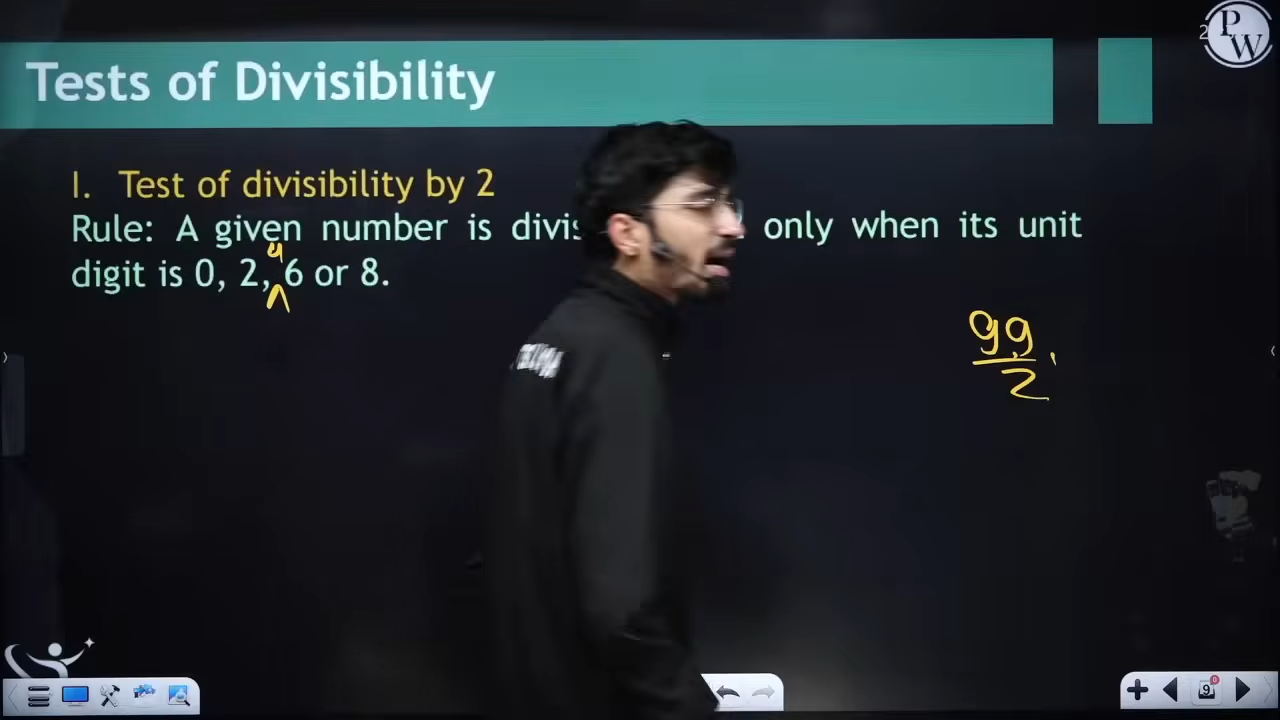 PW
Tests of Divisibility
I. Test of divisibility by 2
Rule: A given number is only when its unit
4
digit is 0, 2, 6 or 8.
99
2